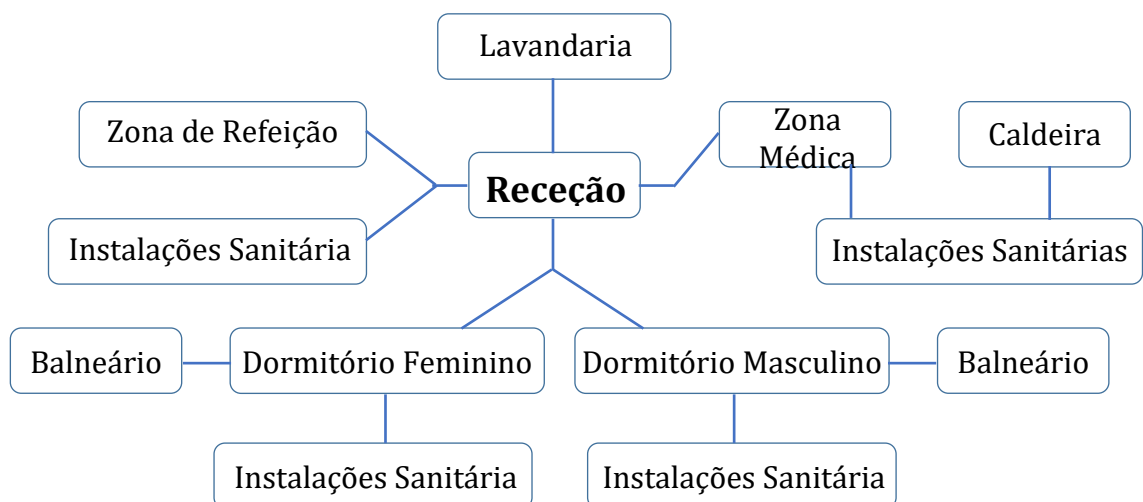 Lavandaria
Zona de Refeição
Zona
Médica
Caldeira
Receção
Instalações Sanitária
Instalações Sanitárias
Balneário
Dormitório Feminino
Dormitório Masculino
Balneário
Instalações Sanitária
Instalações Sanitária